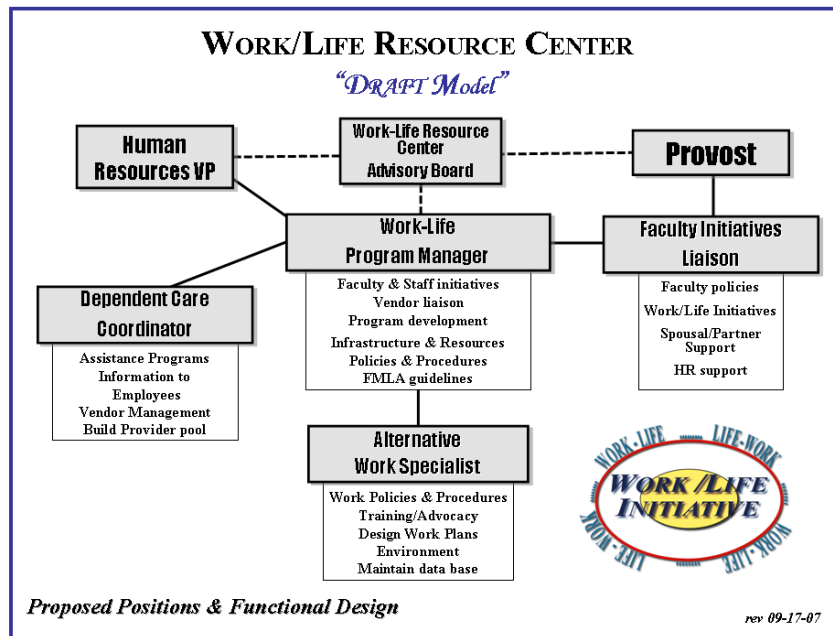 WORK/LIFE RESOURCE CENTER
"DRAFT Model"
Human
Resources VP
Work-Life Resource
Center
Advisory Board
Provost
Work-Life
Program Manager
Faculty & Staff initiatives
Vendor liaison
Program development
Infrastructure & Resources
Policies & Procedures
FMLA guidelines
Faculty Initiatives
Liaison
Faculty policies
Work/Life Initiatives
Spousal/Partner
Support
HR support
Dependent Care
Coordinator
Assistance Programs
Information to
Employees
Vendor Management
Build Provider pool
Alternative
Work Specialist
Work Policies & Procedures
Training/Advocacy
Design Work Plans
Environment
Maintain data base
WORK-LIFE
LIFE-WORK
WORK/LIFE
INITIATIVE
LIFE-WORK
WORK-LIFE
Proposed Positions & Functional Design
rev 09-17-07